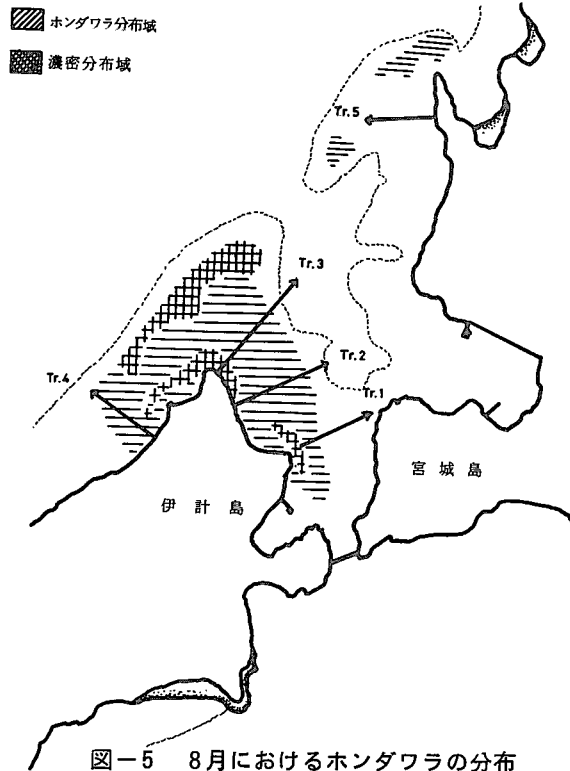 ホンダワラ分布域
濃密分布域
Tr.5
Tr.3
Tr.2
Tr.4
Tr.1
宮城島
伊計島
図-5 8月におけるホンダワラの分布